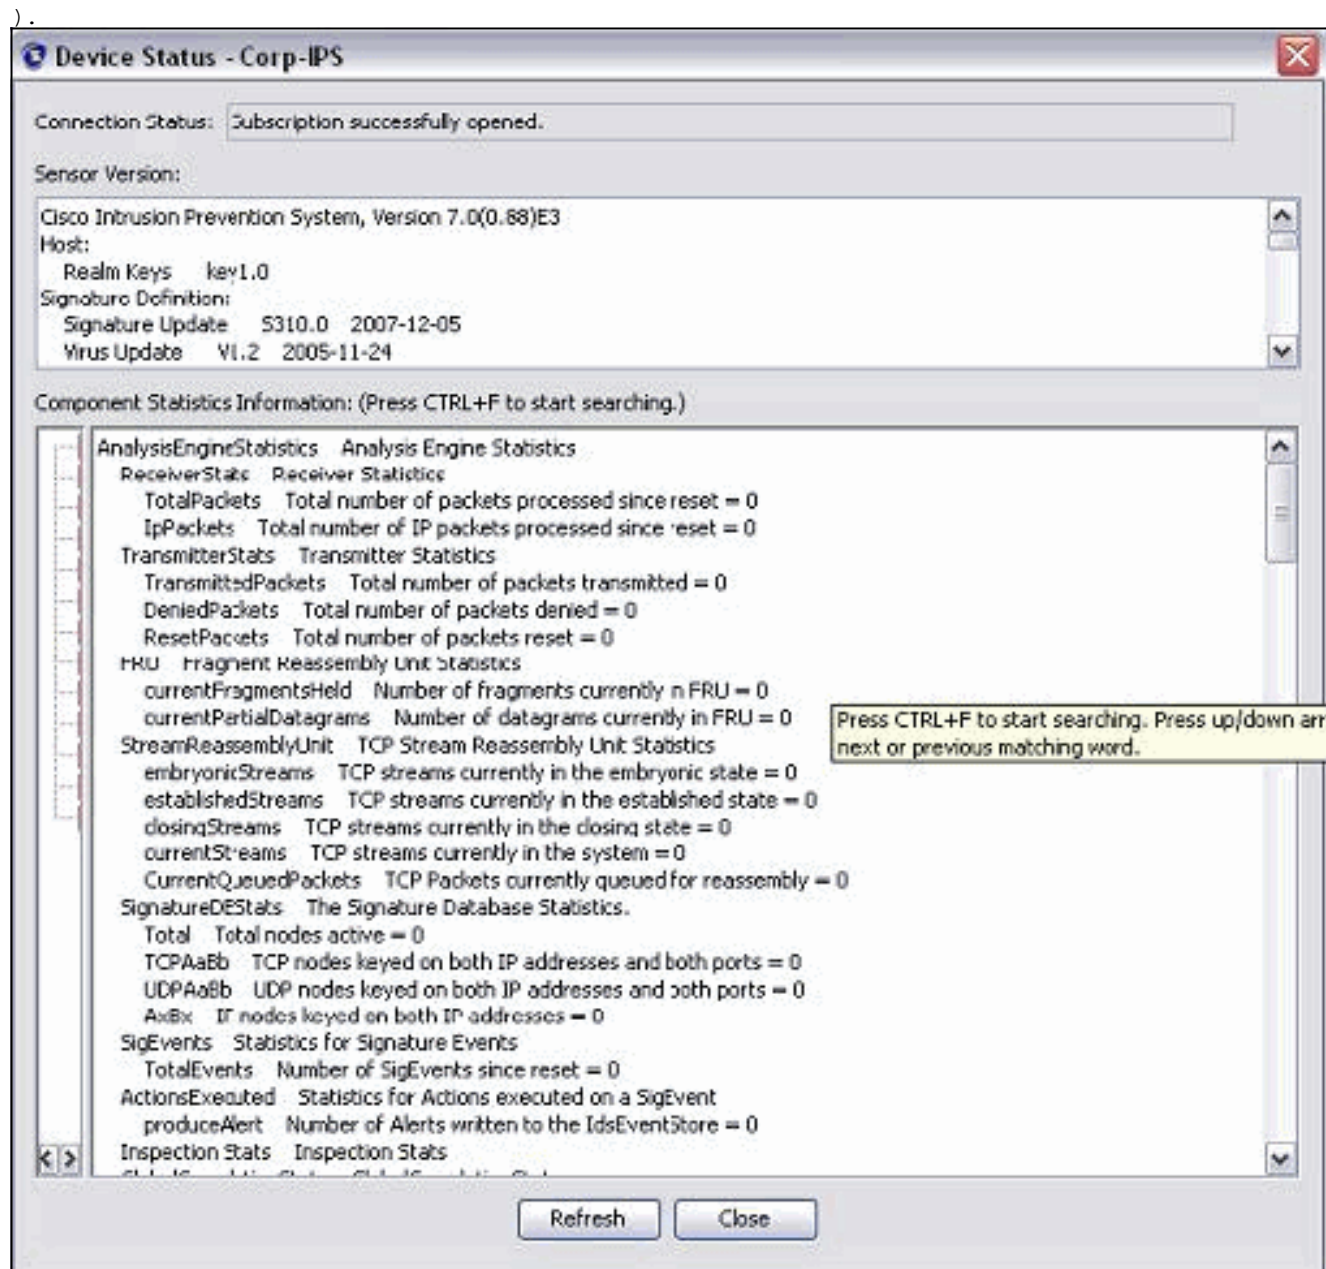 ).
Device Status - Corp-IPS
Connection Status: Subscription successfully opened.
Sensor Version:
Cisco Intrusion Prevention System, Version 7.0(0.88)E3
Host:
Realm Keys key1.0
Signature Definition:
Signature Update S310.0 2007-12-05
Virus Update V1.2 2005-11-24
Component Statistics Information: (Press CTRL+F to start searching.)
AnalysisEngineStatistics Analysis Engine Statistics
ReceiverStats Receiver Statistics
TotalPackets Total number of packets processed since reset = 0
IpPackets Total number of IP packets processed since reset = 0
TransmitterStats Transmitter Statistics
TransmittedPackets Total number of packets transmitted = 0
DeniedPackets Total number of packets denied = 0
ResetPackets Total number of packets reset = 0
FRU Fragment Reassembly Unit Statistics
currentFragmentsHeld Number of fragments currently in FRU = 0
currentPartialDatagrams Number of datagrams currently in FRU = 0
Press CTRL+F to start searching. Press up/down arr
next or previous matching word.
StreamReassemblyUnit TCP Stream Reassembly Unit Statistics
embryonicStreams TCP streams currently in the embryonic state = 0
establishedStreams TCP streams currently in the established state = 0
closingStreams TCP streams currently in the closing state = 0
currentStreams TCP streams currently in the system = 0
CurrentQueuedPackets TCP Packets currently queued for reassembly = 0
SignatureDBStats The Signature Database Statistics.
Total Total nodes active = 0
TCPAaBb TCP nodes keyed on both IP addresses and both ports = 0
UDPAaBb UDP nodes keyed on both IP addresses and both ports = 0
AxBx IP nodes keyed on both IP addresses = 0
SigEvents Statistics for Signature Events
TotalEvents Number of SigEvents since reset = 0
ActionsExecuted Statistics for Actions executed on a SigEvent
produceAlert Number of Alerts written to the IdsEventStore = 0
Inspection Stats Inspection Stats
Refresh Close